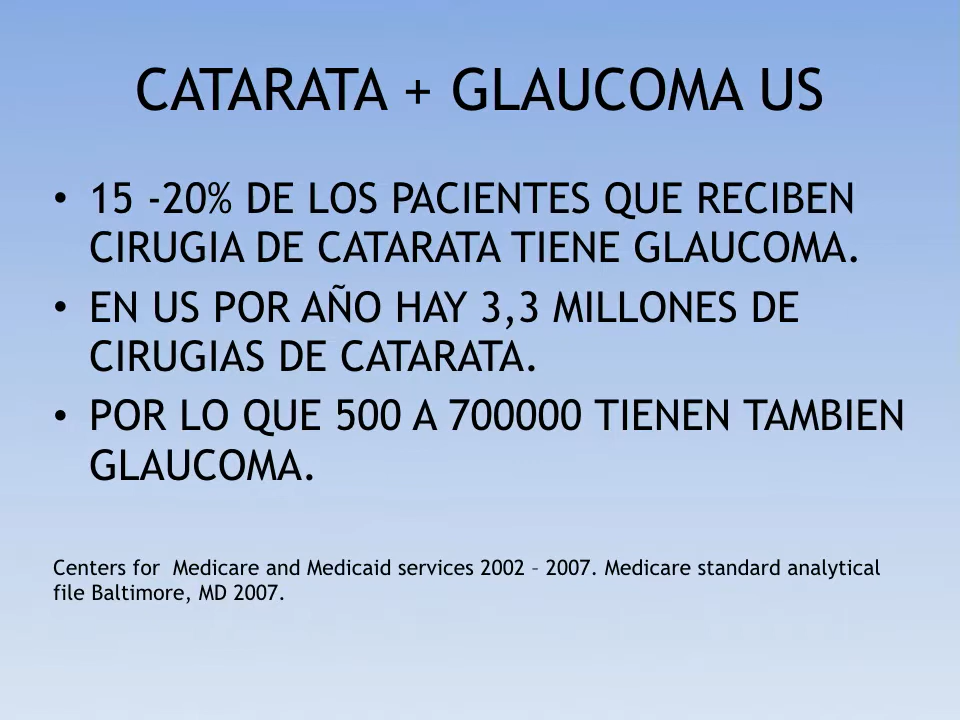 CATARATA + GLAUCOMA US
• 15 -20% DE LOS PACIENTES QUE RECIBEN
CIRUGIA DE CATARATA TIENE GLAUCOMA.
• EN US POR AÑO HAY 3,3 MILLONES DE
CIRUGIAS DE CATARATA.
• POR LO QUE 500 A 700000 TIENEN TAMBIEN
GLAUCOMA.
Centers for  Medicare and Medicaid services 2002 – 2007. Medicare standard analytical
file Baltimore, MD 2007.